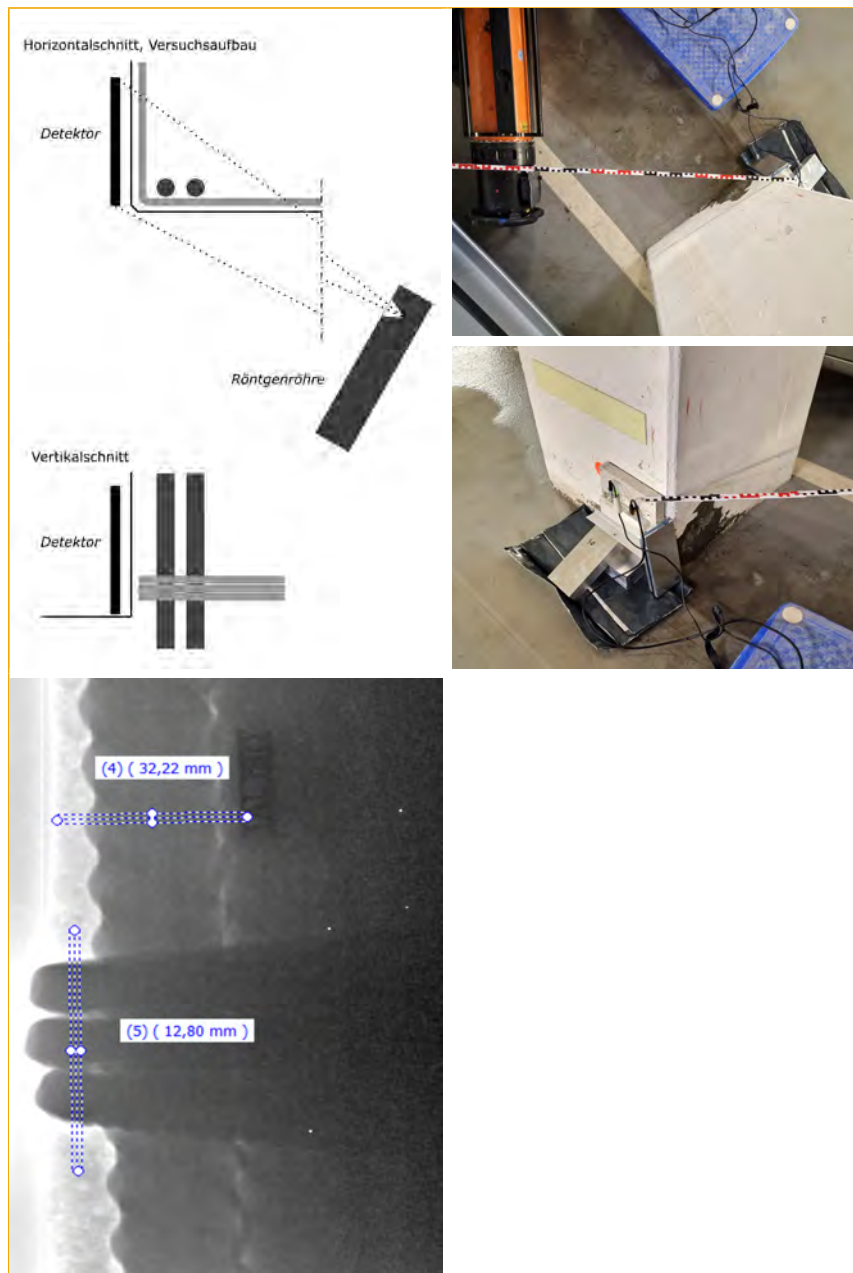 Horizontalschnitt, Versuchsaufbau
Detektor
Röntgenröhre
Vertikalschnitt
Detektor
(4) ( 32,22 mm )
(5) ( 12,80 mm )